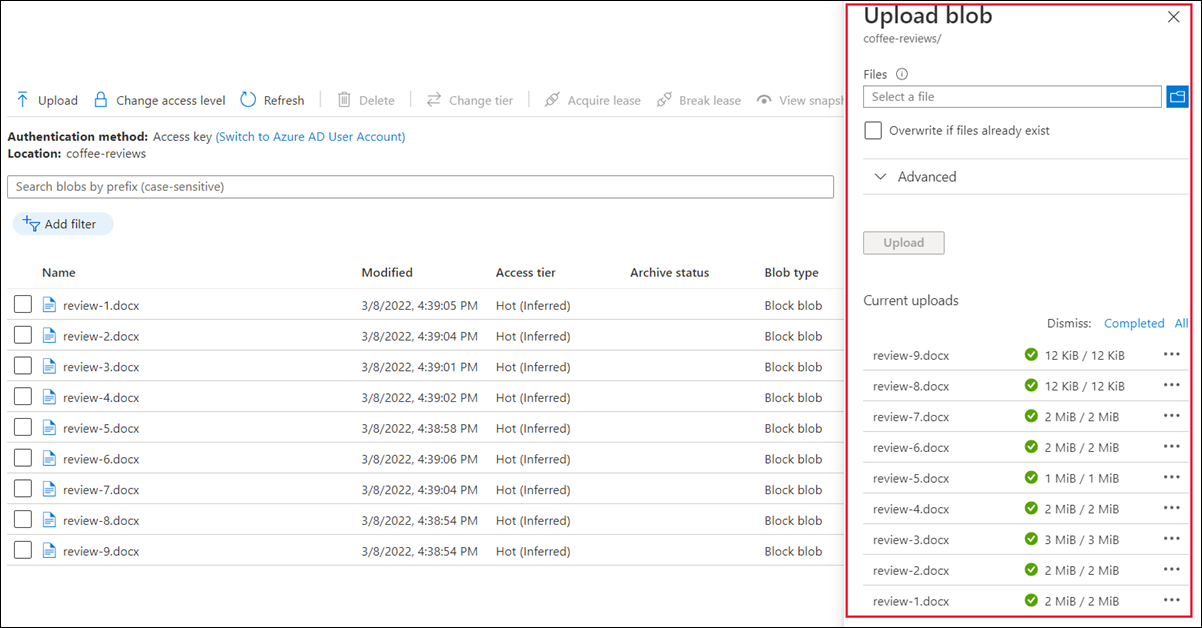 Upload Change access level Refresh Delete Change tier Acquire lease Break lease View snapsh
Authentication method: Access key (Switch to Azure AD User Account)
Location: coffee-reviews
Search blobs by prefix (case-sensitive)
Add filter
Name Modified Access tier Archive status Blob type
review-1.docx 3/8/2022, 4:39:05 PM Hot (Inferred) Block blob
review-2.docx 3/8/2022, 4:39:04 PM Hot (Inferred) Block blob
review-3.docx 3/8/2022, 4:39:01 PM Hot (Inferred) Block blob
review-4.docx 3/8/2022, 4:39:02 PM Hot (Inferred) Block blob
review-5.docx 3/8/2022, 4:38:58 PM Hot (Inferred) Block blob
review-6.docx 3/8/2022, 4:39:06 PM Hot (Inferred) Block blob
review-7.docx 3/8/2022, 4:39:04 PM Hot (Inferred) Block blob
review-8.docx 3/8/2022, 4:38:54 PM Hot (Inferred) Block blob
review-9.docx 3/8/2022, 4:38:54 PM Hot (Inferred) Block blob
Upload blob
coffee-reviews/
Files
Select a file
Overwrite if files already exist
Advanced
Upload
Current uploads
Dismiss: Completed All
review-9.docx 12 KiB / 12 KiB
review-8.docx 12 KiB / 12 KiB
review-7.docx 2 MiB / 2 MiB
review-6.docx 2 MiB / 2 MiB
review-5.docx 1 MiB / 1 MiB
review-4.docx 2 MiB / 2 MiB
review-3.docx 3 MiB / 3 MiB
review-2.docx 2 MiB / 2 MiB
review-1.docx 2 MiB / 2 MiB